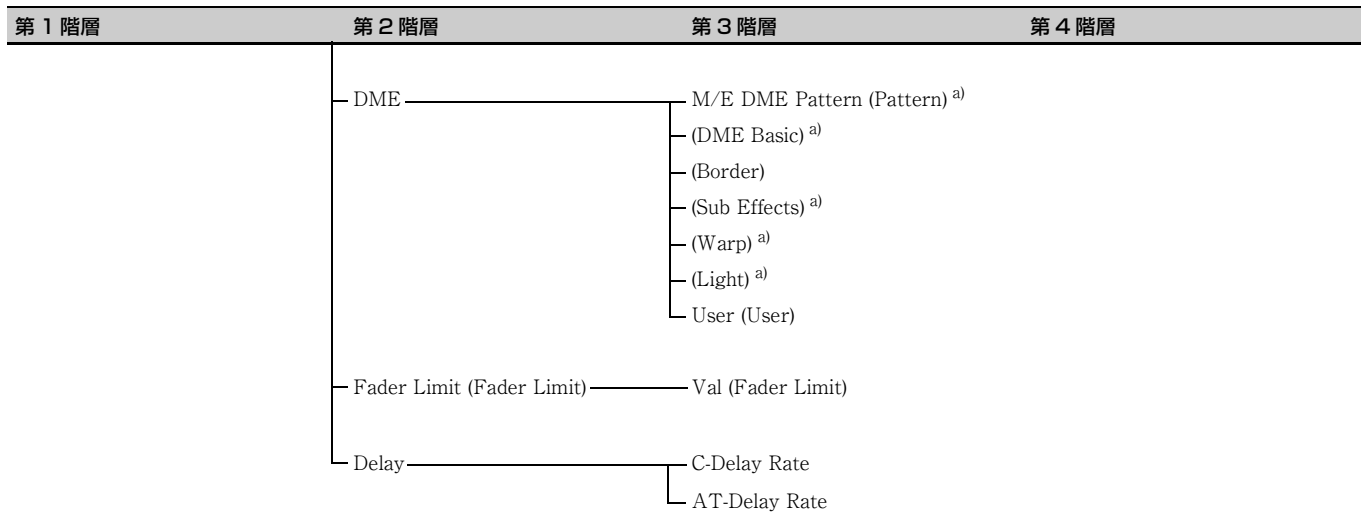 第 1 階層 第 2 階層 第 3 階層 第 4 階層
DME M/E DME Pattern (Pattern) a)
(DME Basic) a)
(Border)
(Sub Effects) a)
(Warp) a)
(Light) a)
User (User)
Fader Limit (Fader Limit) Val (Fader Limit)
Delay C-Delay Rate
AT-Delay Rate